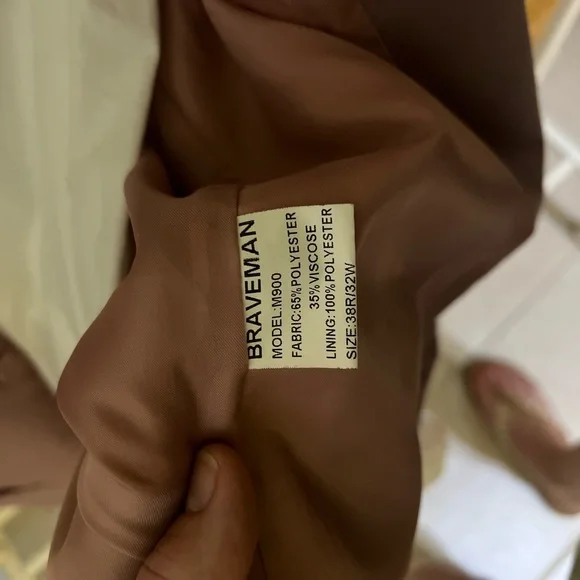 BRAVEMAN
MODEL:M900
FABRIC:65%POLYESTER
35%VISCOSE
LINING:100%POLYESTER
SIZE:38R/32W